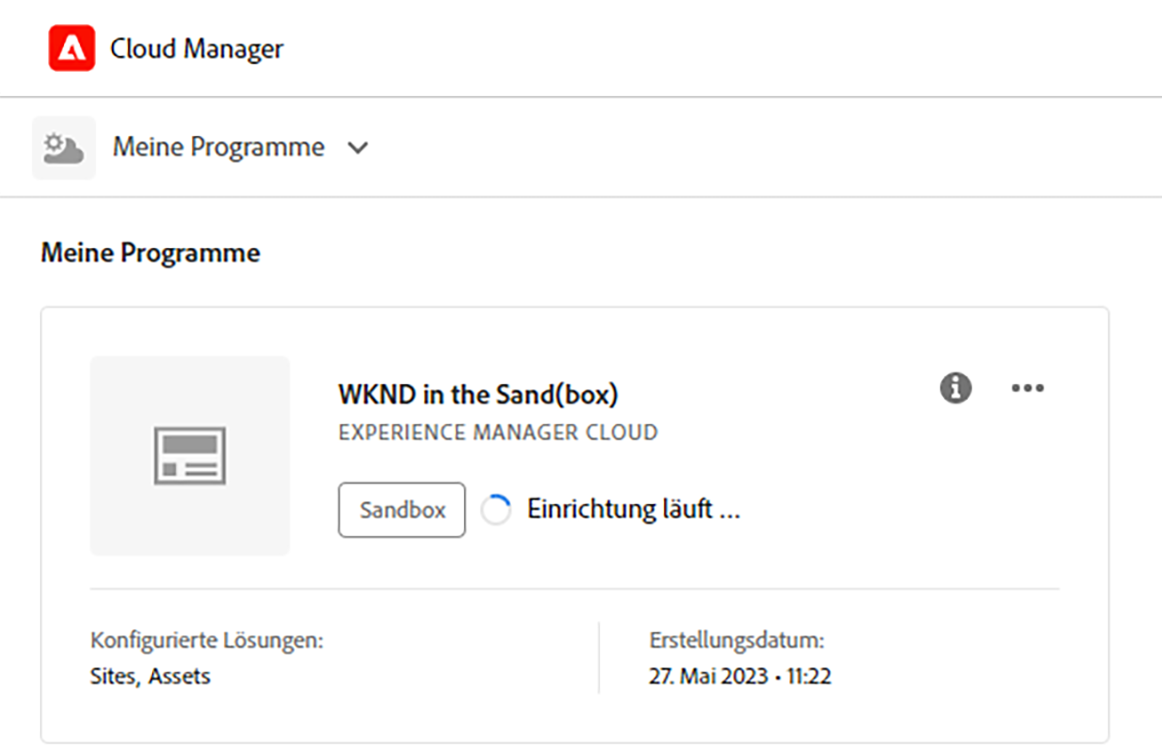 Cloud Manager
Meine Programme
Meine Programme
WKND in the Sand(box)
EXPERIENCE MANAGER CLOUD
Sandbox Einrichtung läuft ...
Konfigurierte Lösungen:
Sites, Assets
Erstellungsdatum:
27. Mai 2023 • 11:22